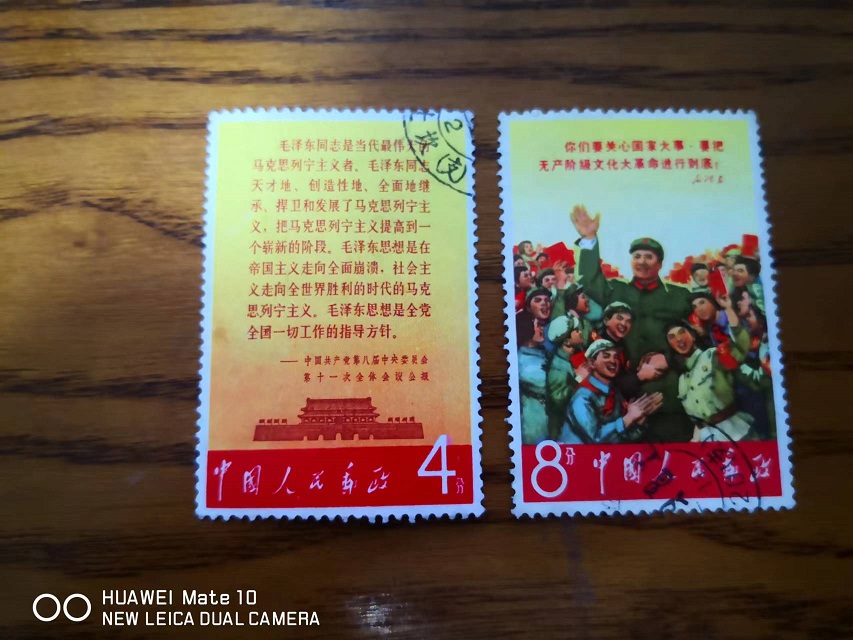 毛泽东同志是当代最伟大的
马克思列宁主义者。毛泽东同志
天才地、创造性地、全面地继
承、捍卫和发展了马克思列宁主
义，把马克思列宁主义提高到一
个崭新的阶段。毛泽东思想是在
帝国主义走向全面崩溃，社会主
义走向全世界胜利的时代的马克
思列宁主义。毛泽东思想是全党
全国一切工作的指导方针。
——中国共产党第八届中央委员会
第十一次全体会议公报
中国人民邮政
4分
你们要关心国家大事，要把
无产阶级文化大革命进行到底！
毛泽东
8分
中国人民邮政
HUAWEI Mate 10
NEW LEICA DUAL CAMERA